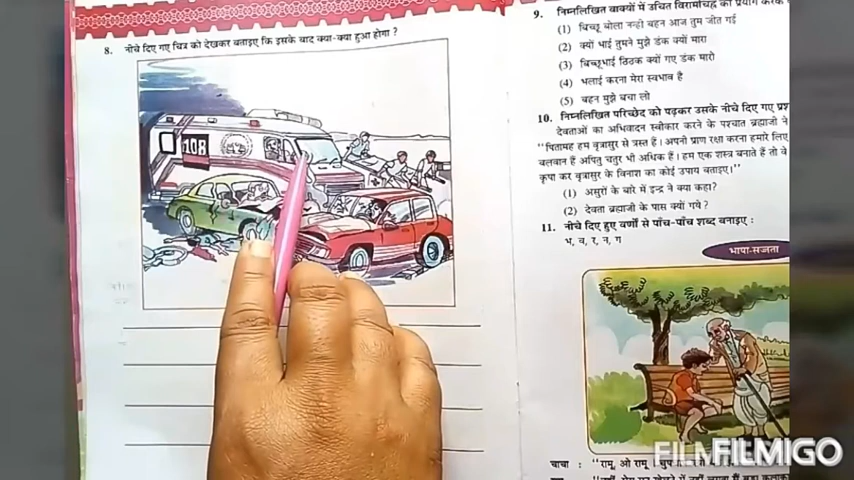 8. नीचे दिए गए चित्र को देखकर बताइए कि इसके बाद क्या-क्या हुआ होगा ?
108
9. निम्नलिखित वाक्यों में उचित विरामचिह्न का प्रयोग करके
(1) बिच्छू बोला नन्ही बहन आज तुम जीत गई
(2) क्यों भाई तुमने मुझे डंक क्यों मारा
(3) बिच्छूभाई ठिठक क्यों गए डंक मारो
(4) भलाई करना मेरा स्वभाव है
(5) बहन मुझे बचा लो
10. निम्नलिखित परिच्छेद को पढ़कर उसके नीचे दिए गए प्रश्
देवताओं का अभिवादन स्वीकार करने के पश्चात ब्रह्माजी ने
"पितामह हम वृत्रासुर से त्रस्त हैं। अपनी प्राण रक्षा करना हमारे लिए
बलवान हैं अपितु चतुर भी अधिक हैं। हम एक शस्त्र बनाते हैं तो वे
कृपा कर वृत्रासुर के विनाश का कोई उपाय बताइए।"
(1) असुरों के बारे में इन्द्र ने क्या कहा?
(2) देवता ब्रह्माजी के पास क्यों गये?
11. नीचे दिए हुए वर्णों से पाँच-पाँच शब्द बनाइए :
भ, व, र, न, ग
भाषा-सज्जता
चाचा : "रामू, ओ रामू
FILMIGO